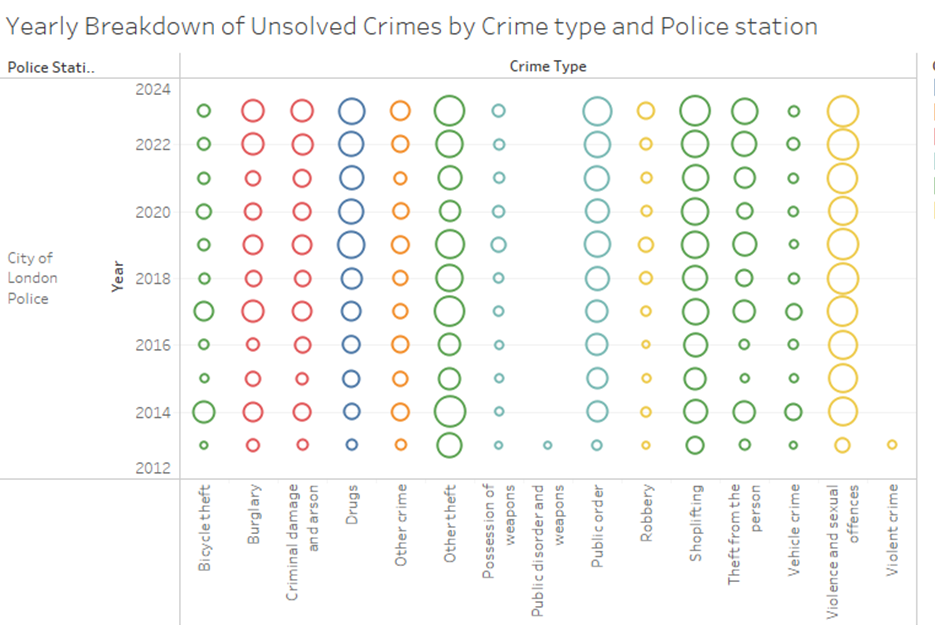 Yearly Breakdown of Unsolved Crimes by Crime type and Police station
Police Stati..
Crime Type
2024
2022
2020
2018
2016
2014
2012
City of
London
Police
Year
Bicycle theft
Burglary
Criminal damage
and arson
Drugs
Other crime
Other theft
Possession of
weapons
Public disorder and
weapons
Public order
Robbery
Shoplifting
Theft from the
person
Vehicle crime
Violence and sexual
offences
Violent crime